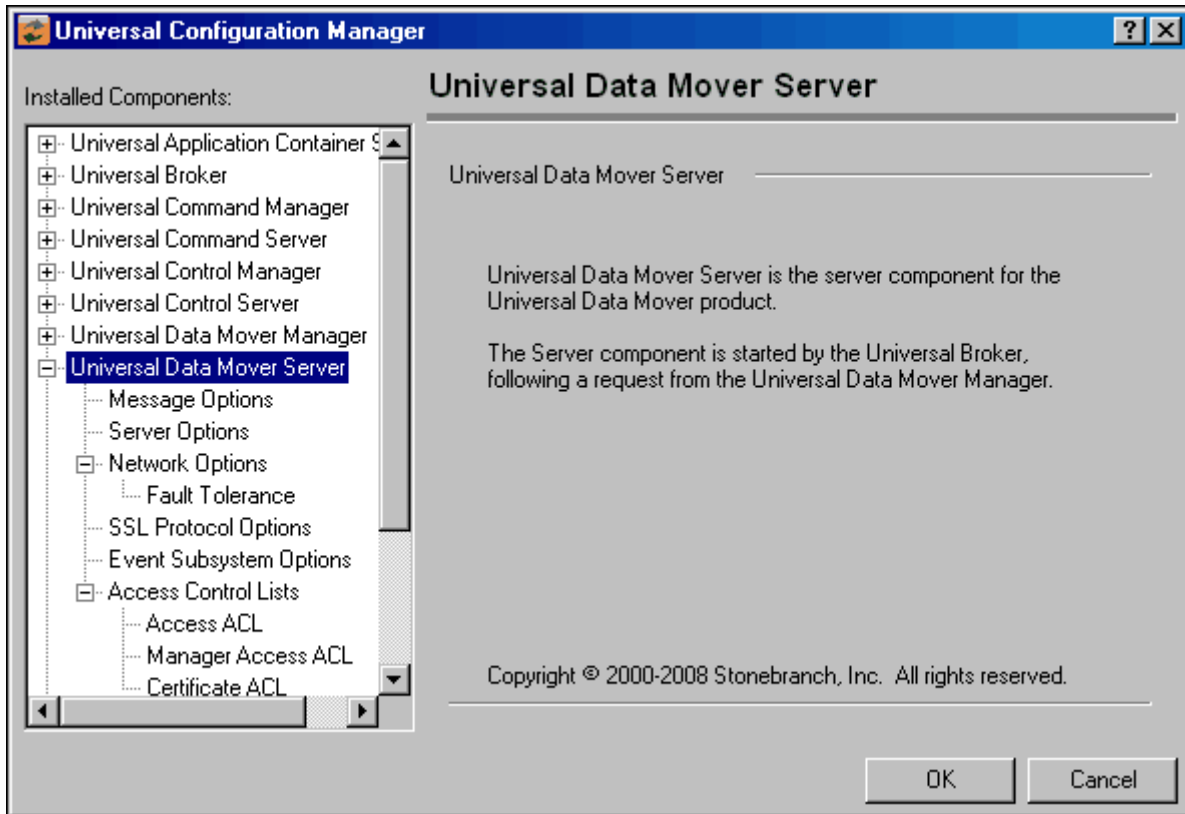 Universal Configuration Manager
Installed Components:
Universal Application Container
Universal Broker
Universal Command Manager
Universal Command Server
Universal Control Manager
Universal Control Server
Universal Data Mover Manager
Universal Data Mover Server
Message Options
Server Options
Network Options
Fault Tolerance
SSL Protocol Options
Event Subsystem Options
Access Control Lists
Access ACL
Manager Access ACL
Certificate ACL
Universal Data Mover Server
Universal Data Mover Server
Universal Data Mover Server is the server component for the
Universal Data Mover product.
The Server component is started by the Universal Broker,
following a request from the Universal Data Mover Manager.
Copyright © 2000-2008 Stonebranch, Inc. All rights reserved.
OK
Cancel